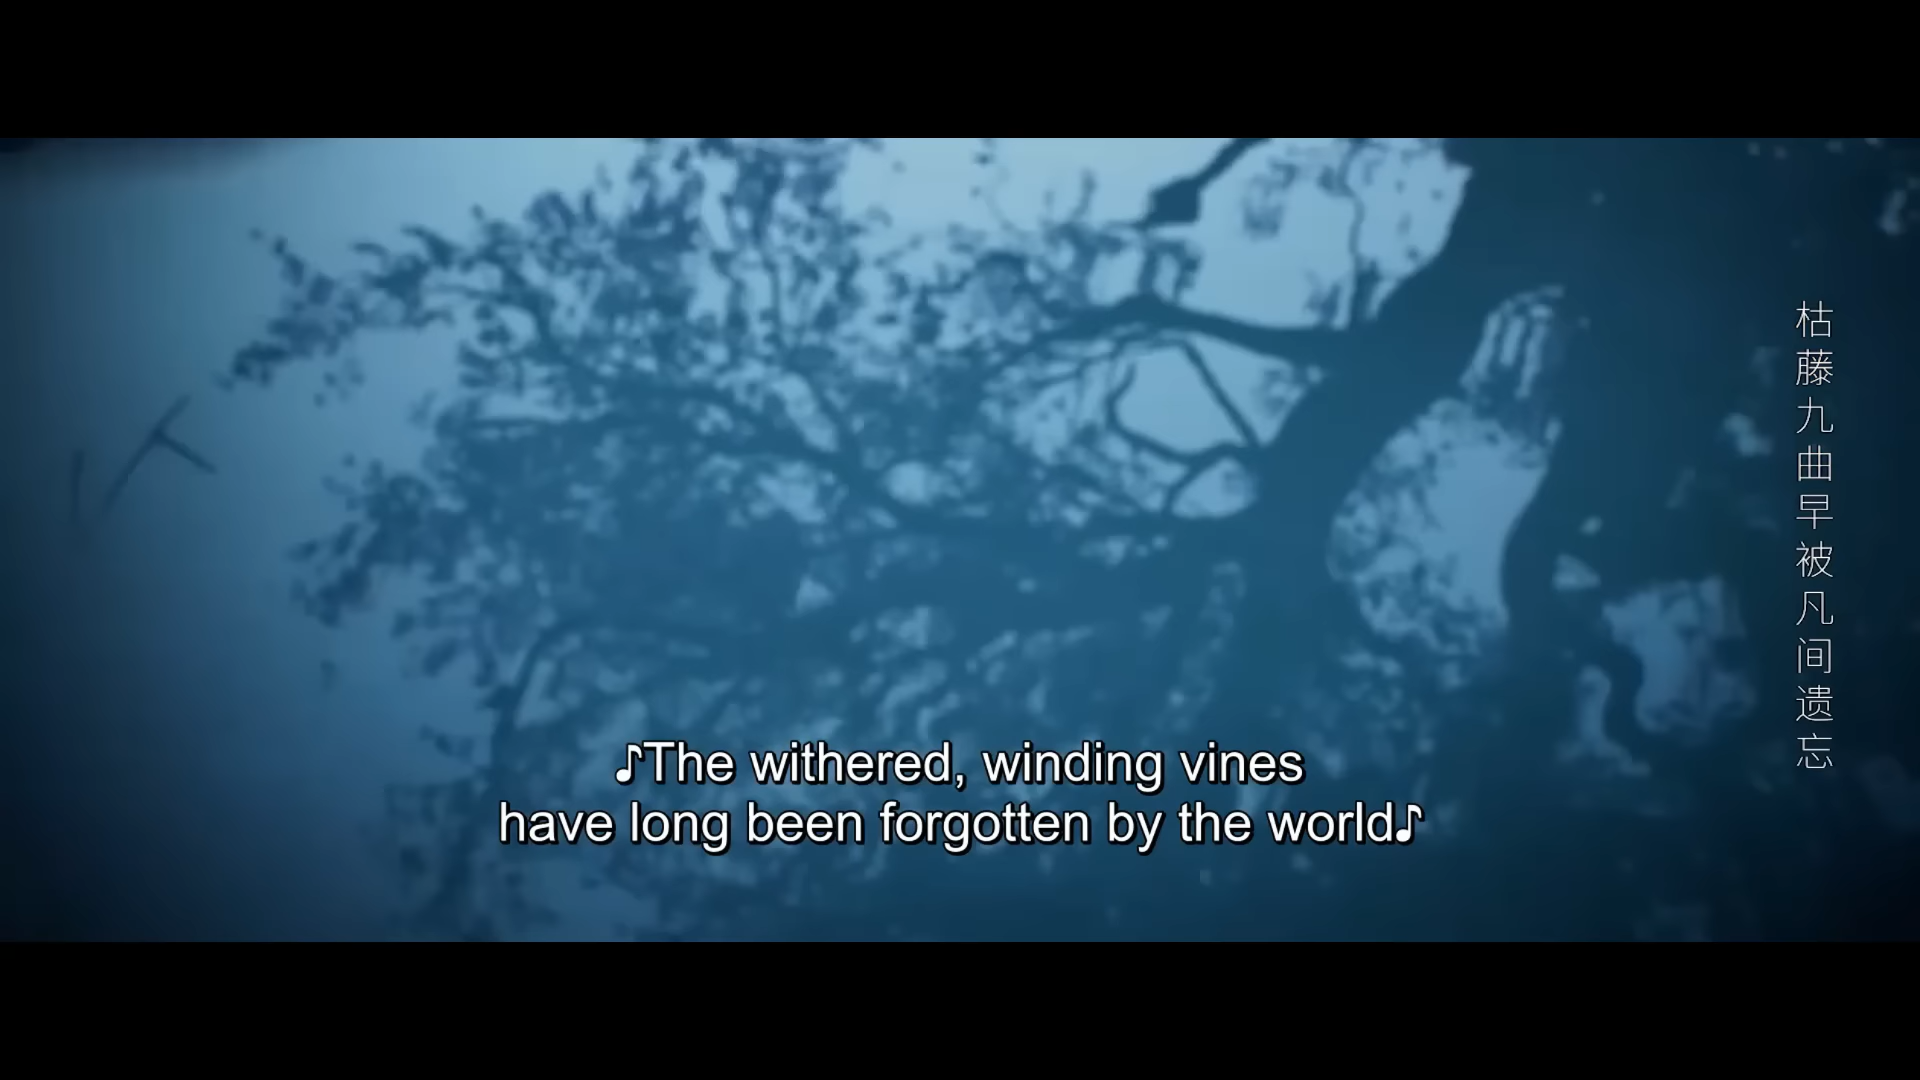 枯藤九曲早被凡间遗忘
♪The withered, winding vines
have long been forgotten by the world♪